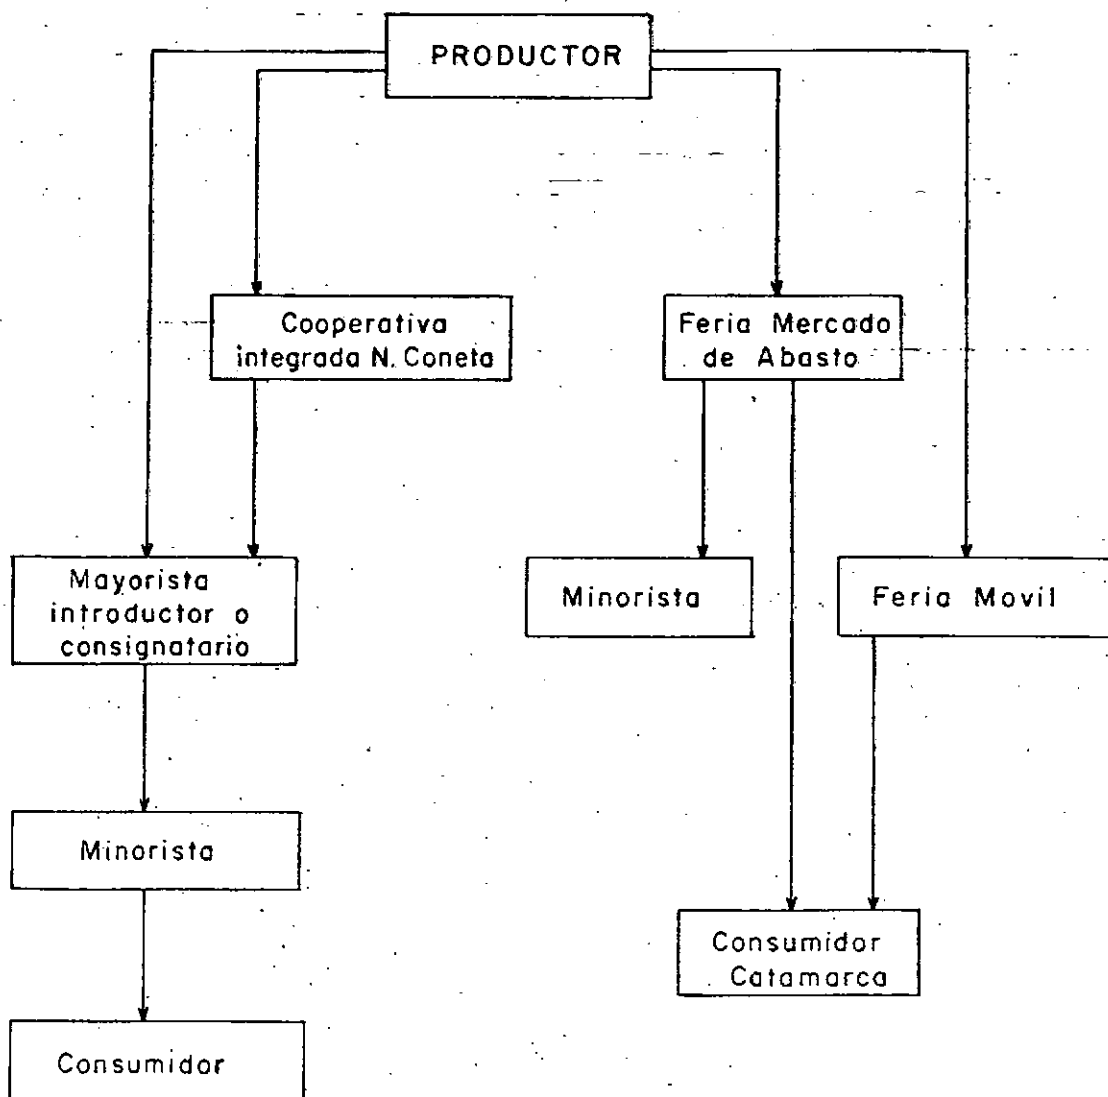 PRODUCTOR
Cooperativa
integrada N. Coneta
Feria Mercado
de Abasto
Mayorista
introductor o
consignatario
Minorista
Feria Movil
Minorista
Consumidor
Catamarca
Consumidor